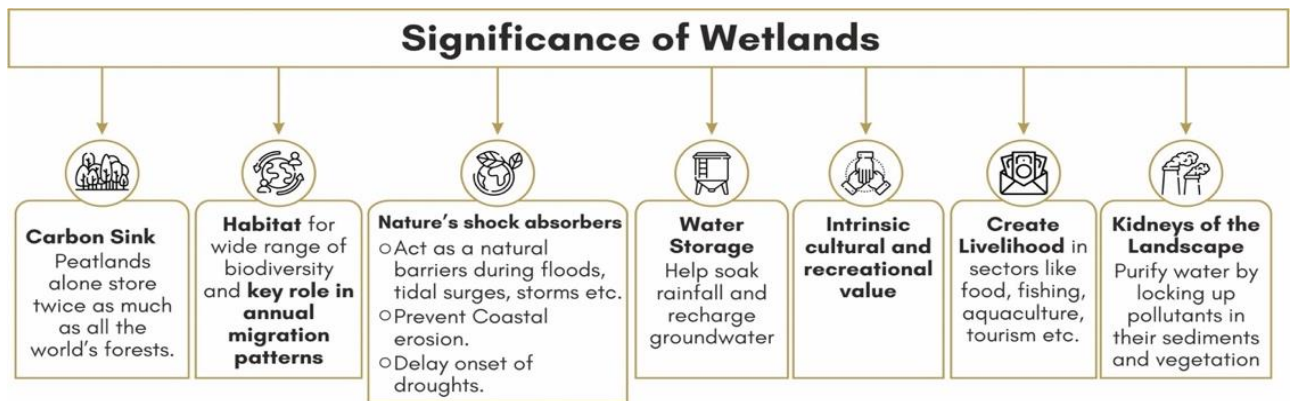 Significance of Wetlands
Carbon Sink
Peatlands
alone store
twice as much
as all the
world's forests.
Habitat for
wide range of
biodiversity
and key role in
annual
migration
patterns
Nature's shock absorbers
○Act as a natural
barriers during floods,
tidal surges, storms etc.
○Prevent Coastal
erosion.
○Delay onset of
droughts.
Water
Storage
Help soak
rainfall and
recharge
groundwater
Intrinsic
cultural and
recreational
value
Create
Livelihood in
sectors like
food, fishing,
aquaculture,
tourism etc.
Kidneys of the
Landscape
Purify water by
locking up
pollutants in
their sediments
and vegetation